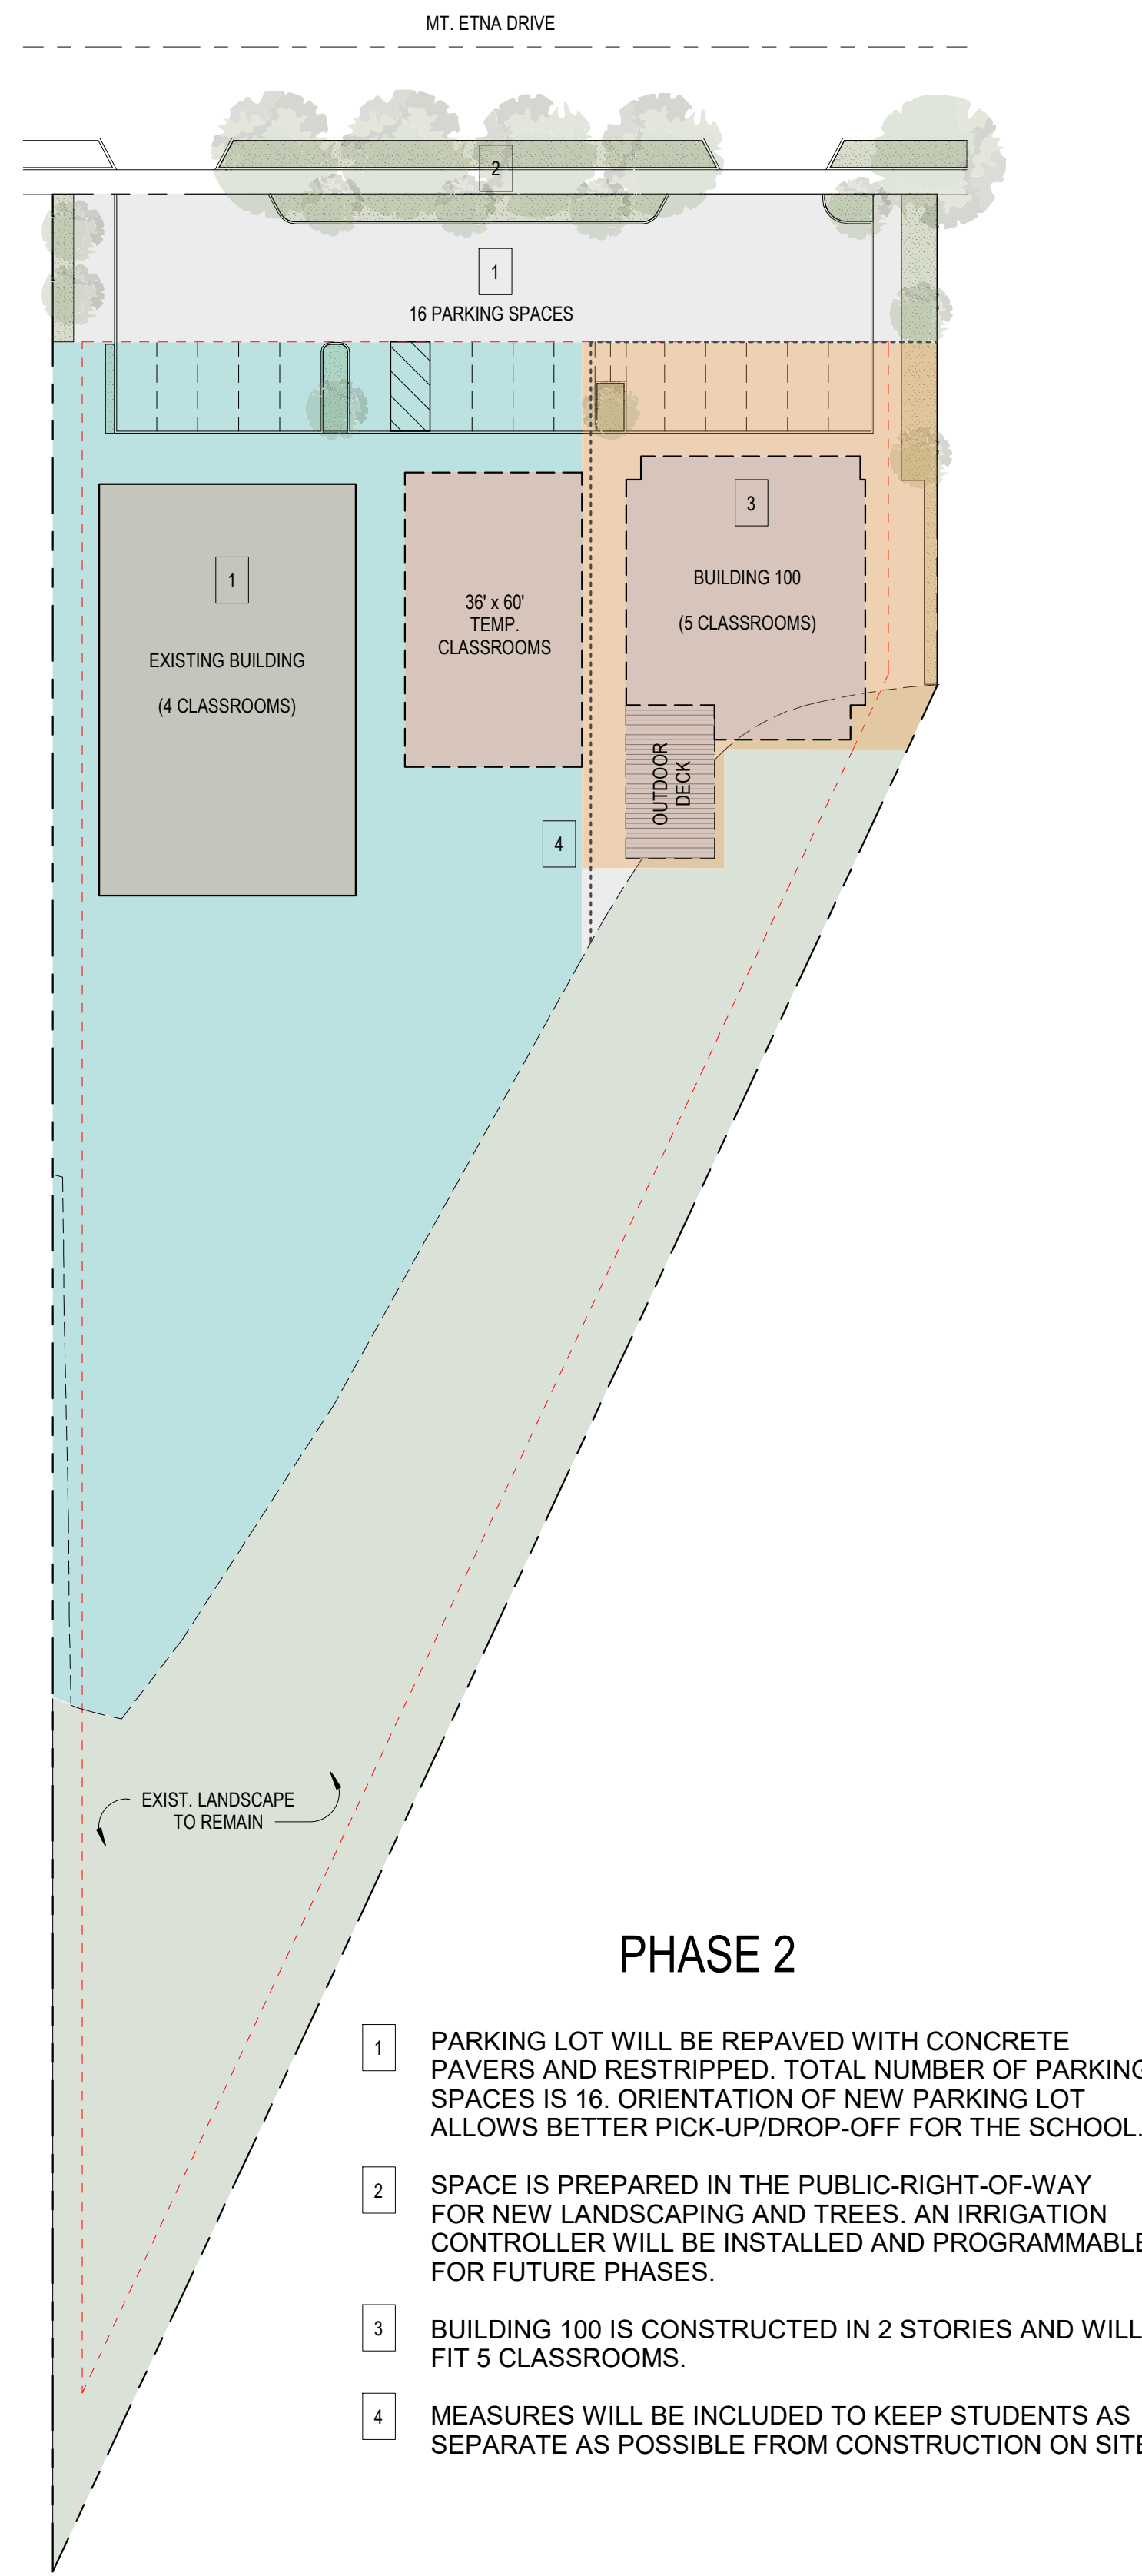 MT. ETNA DRIVE
2
1
16 PARKING SPACES
3
1
BUILDING 100
(5 CLASSROOMS)
36' x 60'
TEMP.
CLASSROOMS
EXISTING BUILDING
(4 CLASSROOMS)
OUTDOOR
DECK
4
EXIST. LANDSCAPE
TO REMAIN
PHASE 2
1 PARKING LOT WILL BE REPAVED WITH CONCRETE
PAVERS AND RESTRIPPED. TOTAL NUMBER OF PARKING
SPACES IS 16. ORIENTATION OF NEW PARKING LOT
ALLOWS BETTER PICK-UP/DROP-OFF FOR THE SCHOOL.
2 SPACE IS PREPARED IN THE PUBLIC-RIGHT-OF-WAY
FOR NEW LANDSCAPING AND TREES. AN IRRIGATION
CONTROLLER WILL BE INSTALLED AND PROGRAMMABLE
FOR FUTURE PHASES.
3 BUILDING 100 IS CONSTRUCTED IN 2 STORIES AND WILL
FIT 5 CLASSROOMS.
4 MEASURES WILL BE INCLUDED TO KEEP STUDENTS AS
SEPARATE AS POSSIBLE FROM CONSTRUCTION ON SITE